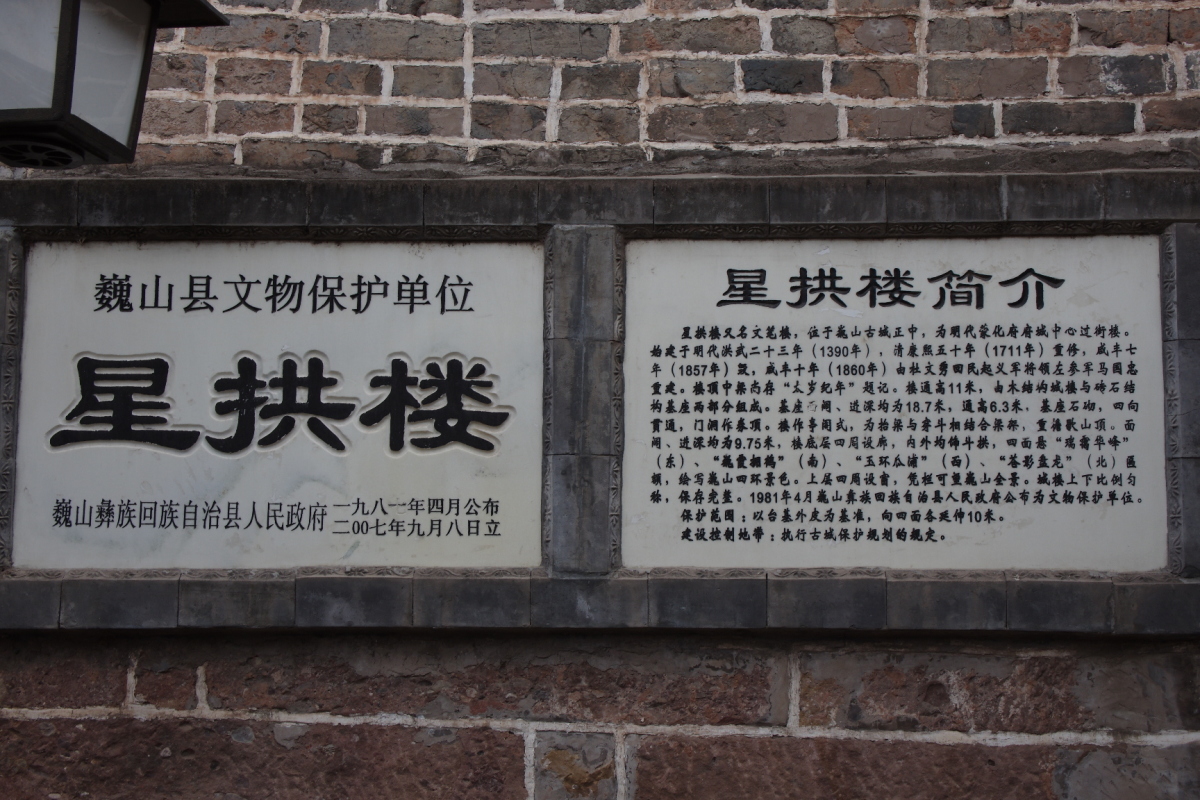 巍山县文物保护单位
星拱楼
巍山彝族回族自治县人民政府
一九八一年四月公布
二00七年九月八日立
星拱楼简介
星拱楼又名文笔楼，位于巍山古城正中，为明代蒙化府府城中心过街楼。
始建于明代洪武二十三年（1390年），清康熙五十年（1711年）重修，咸丰七
年（1857年）毁，咸丰十年（1860年）由杜文秀回民起义军将领左参军马国忠
重建。楼顶中梁尚存“太岁纪年”题记。楼通高11米，由木结构城楼与砖石结
构基座两部分组成。基座面阔、进深均为18.7米，通高6.3米，基座石砌，四向
贯通，门洞作券顶。楼作亭阁式，为抬梁与穿斗相结合梁架，重檐歇山顶。面
阔、进深均为9.75米，楼底层四周设廊，内外均饰斗拱，四面悬“瑞霭华峰”
（东）、“巍霞拥鹤”（南）、“玉环瓜浦”（西）、“苍影盘龙”（北）匾
额，绘写巍山四环景色。上层四周设窗，凭栏可望巍山全景。城楼上下比例匀
称，保存完整。1981年4月巍山彝族回族自治县人民政府公布为文物保护单位。
保护范围：以台基外皮为基准，向四面各延伸10米。
建设控制地带：执行古城保护规划的规定。